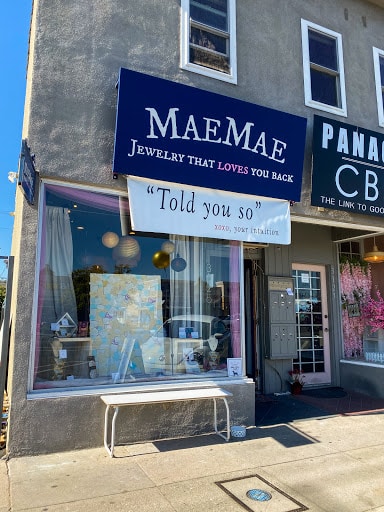 MAEMAE
JEWELRY THAT LOVES YOU BACK
"Told you so"
xoxo, your intuition
PANA
CB
THE LINK TO GOO